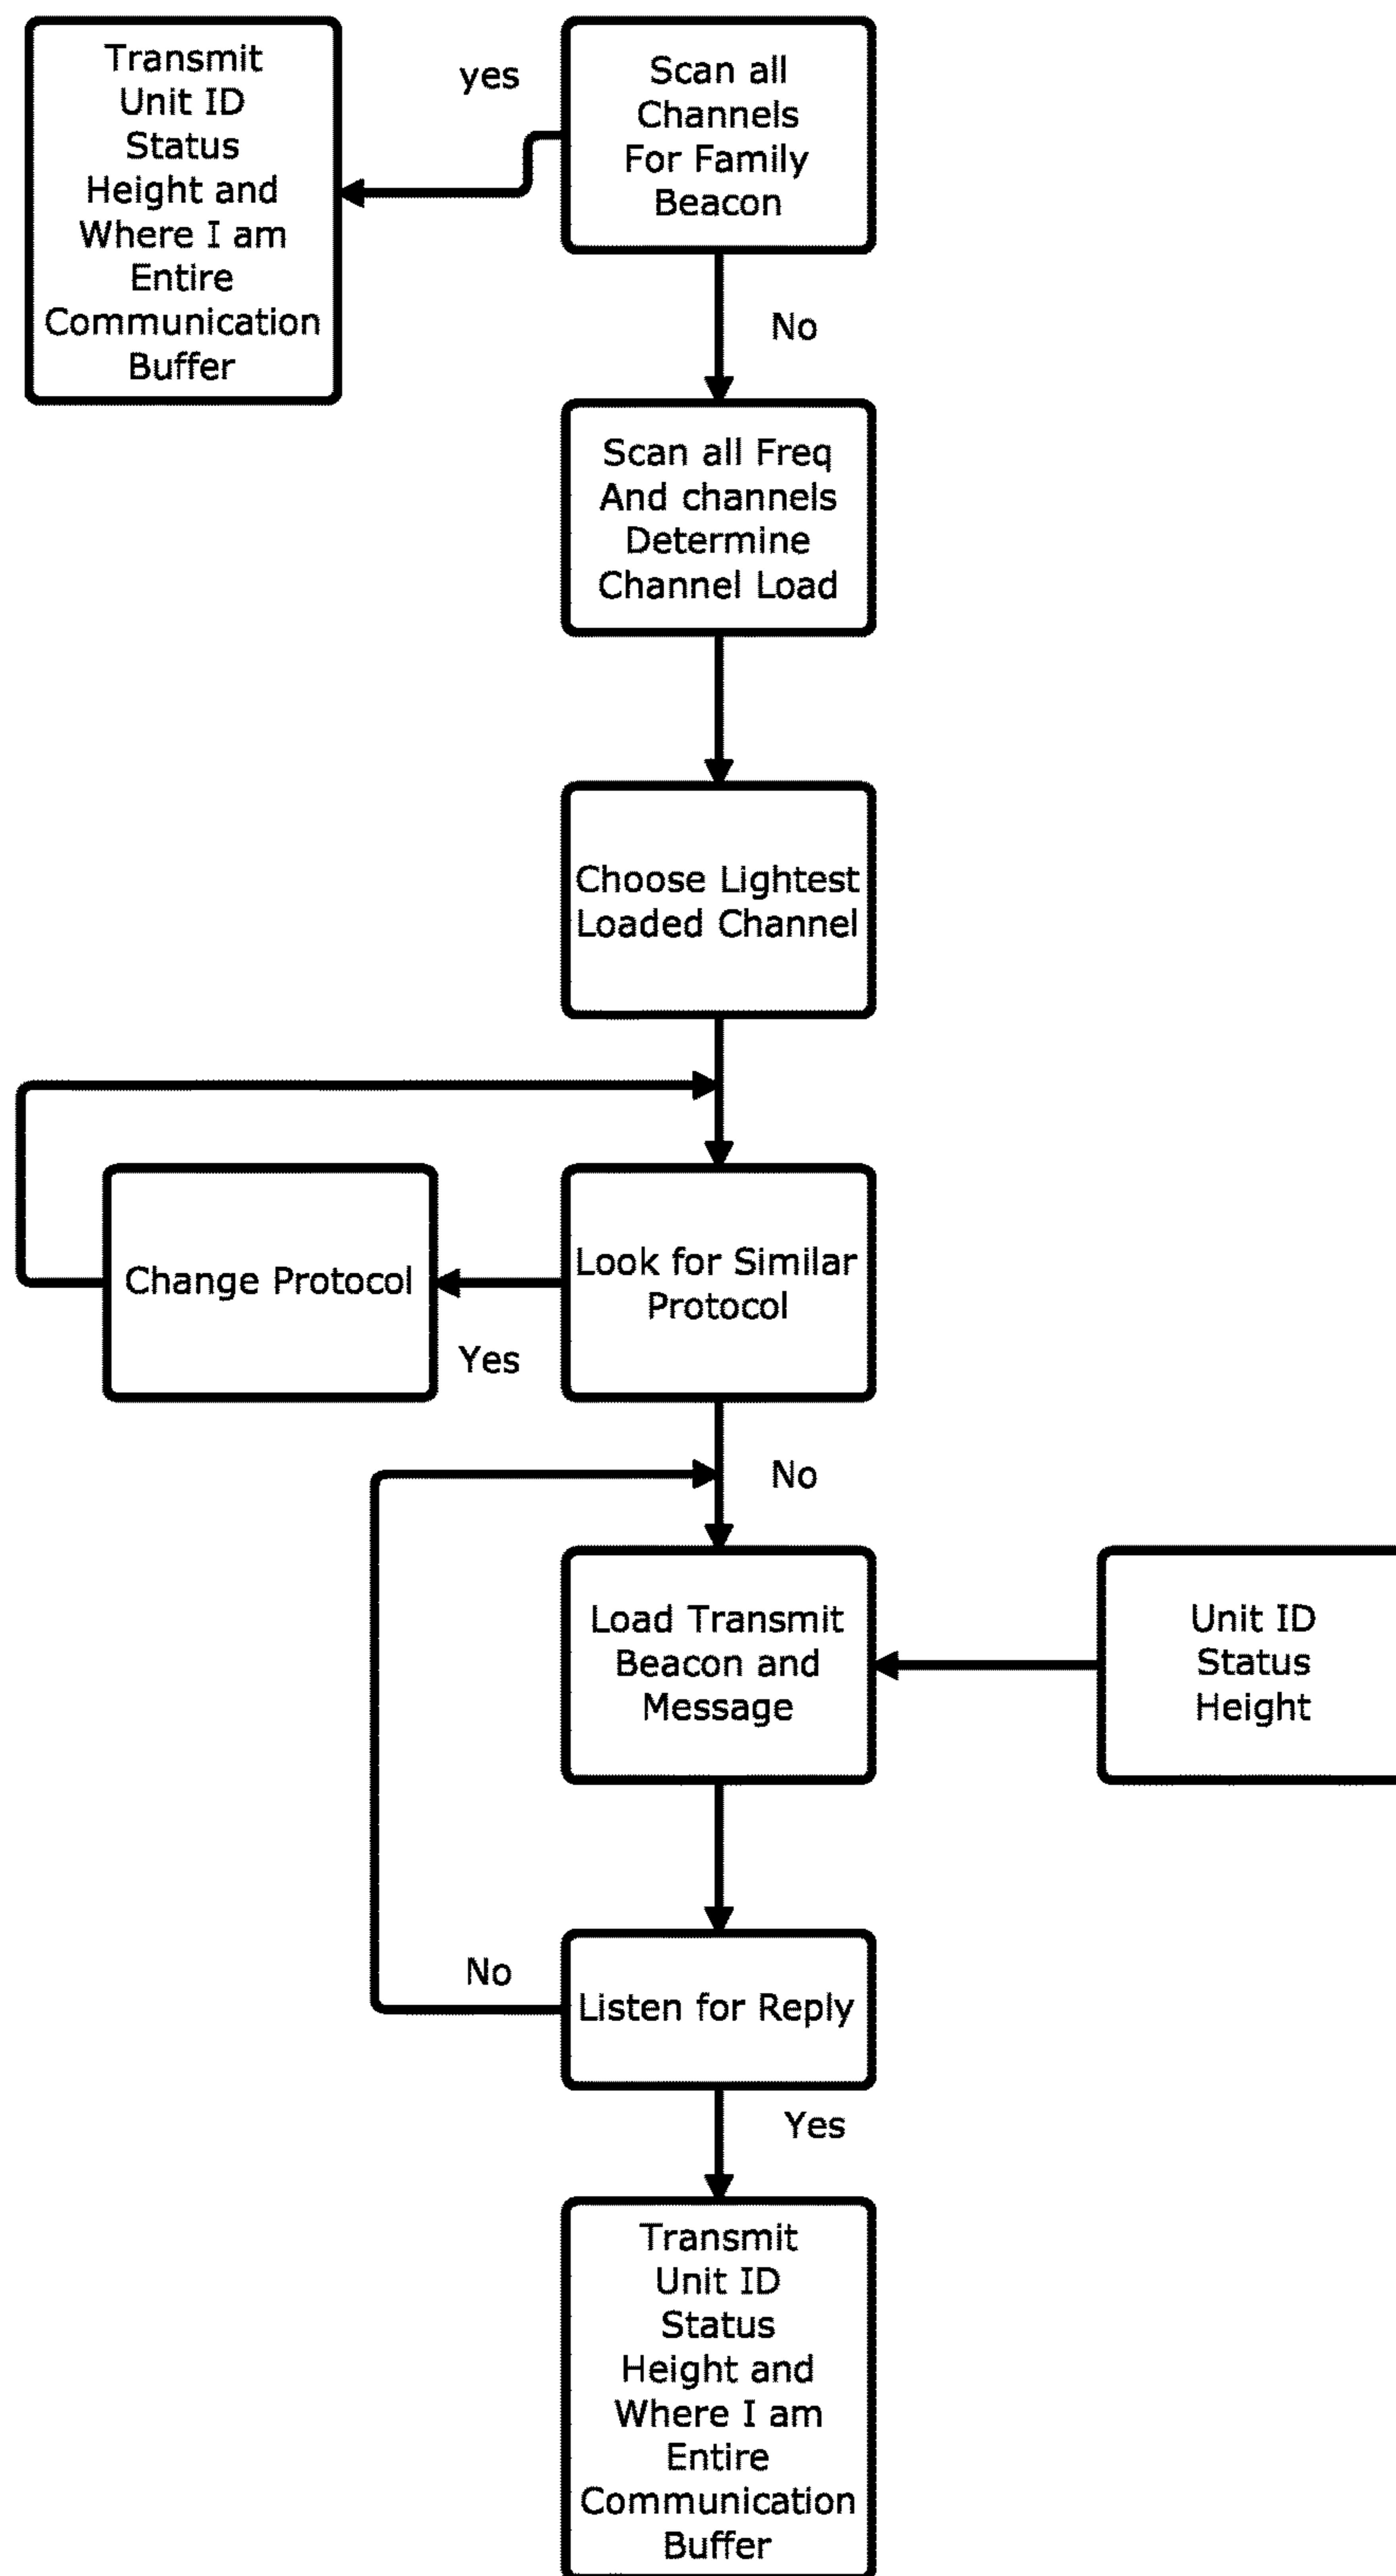 Transmit
Unit ID
Status
Height and
Where I am
Entire
Communication
Buffer
yes
Scan all
Channels
For Family
Beacon
No
Scan all Freq
And channels
Determine
Channel Load
Choose Lightest
Loaded Channel
Change Protocol
Yes
Look for Similar
Protocol
No
Load Transmit
Beacon and
Message
Unit ID
Status
Height
No
Listen for Reply
Yes
Transmit
Unit ID
Status
Height and
Where I am
Entire
Communication
Buffer